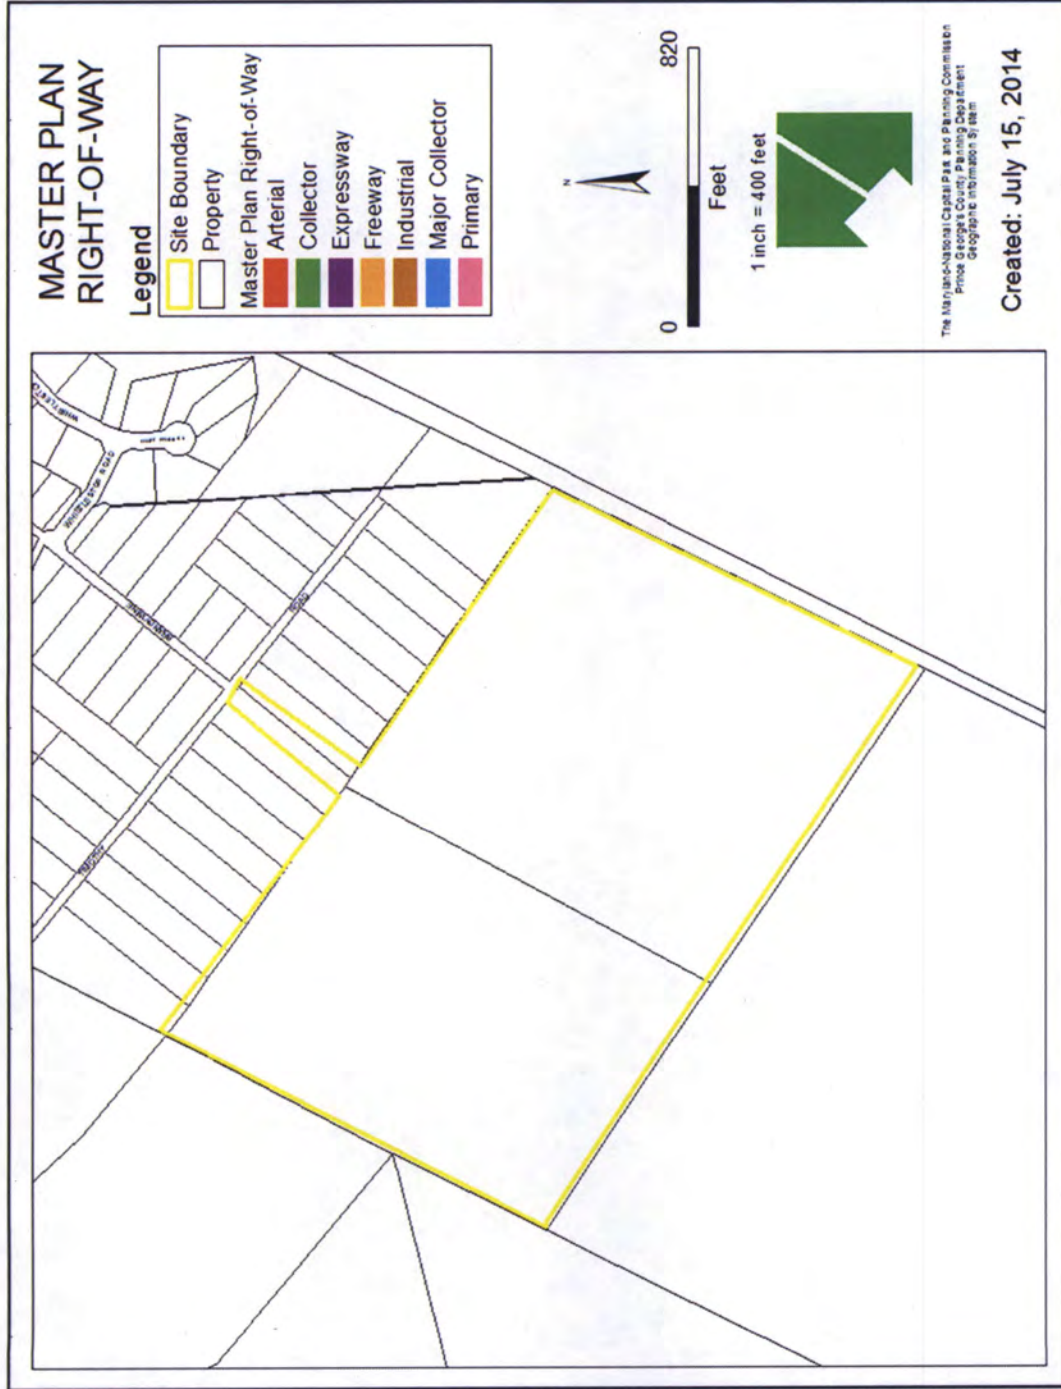 MASTER PLAN
RIGHT-OF-WAY
Legend
Site Boundary
Property
Master Plan Right-of-Way
Arterial
Collector
Expressway
Freeway
Industrial
Major Collector
Primary
N
0
820
Feet
1 inch = 400 feet
The Maryland-National Capital Park and Planning Commission
Prince George's County Planning Department
Geographic Information System
Created: July 15, 2014
ROAD